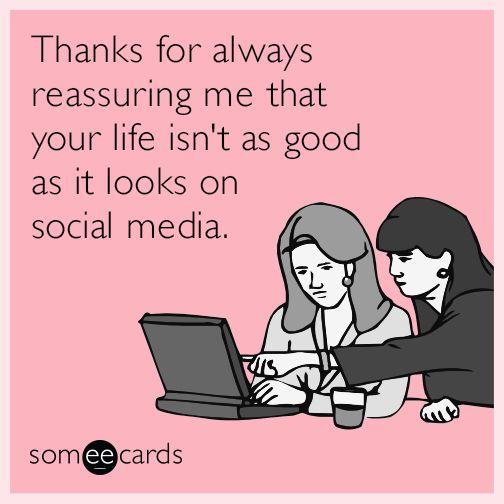 Thanks for always
reassuring me that
your life isn't as good
as it looks on
social media.
someecards